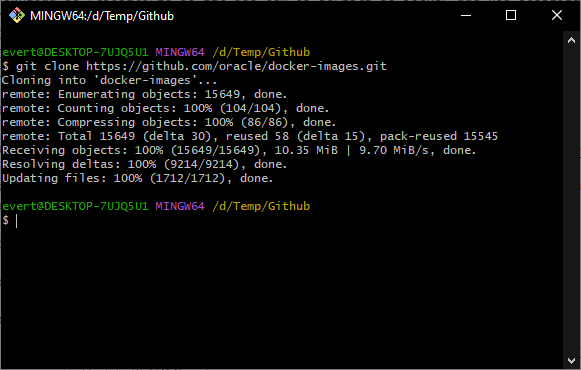 MINGW64:/d/Temp/Github
evert@DESKTOP-7UJQ5U1 MINGW64 /d/Temp/Github
$ git clone https://github.com/oracle/docker-images.git
Cloning into 'docker-images'...
remote: Enumerating objects: 15649, done.
remote: Counting objects: 100% (104/104), done.
remote: Compressing objects: 100% (86/86), done.
remote: Total 15649 (delta 30), reused 58 (delta 15), pack-reused 15545
Receiving objects: 100% (15649/15649), 10.35 MiB | 9.70 MiB/s, done.
Resolving deltas: 100% (9214/9214), done.
Updating files: 100% (1712/1712), done.
evert@DESKTOP-7UJQ5U1 MINGW64 /d/Temp/Github
$